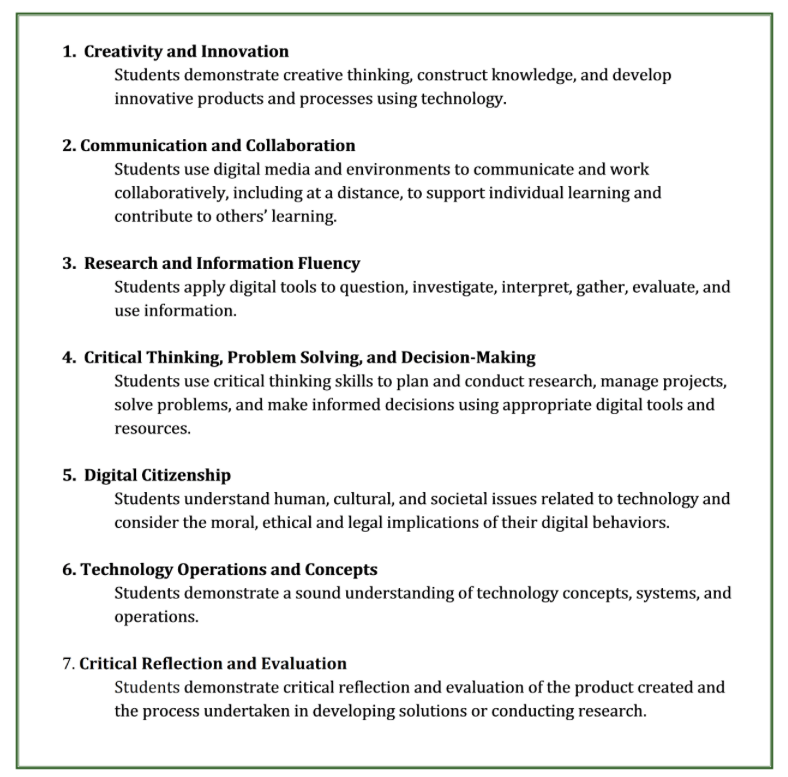 1. Creativity and Innovation
Students demonstrate creative thinking, construct knowledge, and develop
innovative products and processes using technology.
2. Communication and Collaboration
Students use digital media and environments to communicate and work
collaboratively, including at a distance, to support individual learning and
contribute to others’ learning.
3. Research and Information Fluency
Students apply digital tools to question, investigate, interpret, gather, evaluate, and
use information.
4. Critical Thinking, Problem Solving, and Decision-Making
Students use critical thinking skills to plan and conduct research, manage projects,
solve problems, and make informed decisions using appropriate digital tools and
resources.
5. Digital Citizenship
Students understand human, cultural, and societal issues related to technology and
consider the moral, ethical and legal implications of their digital behaviors.
6. Technology Operations and Concepts
Students demonstrate a sound understanding of technology concepts, systems, and
operations.
7. Critical Reflection and Evaluation
Students demonstrate critical reflection and evaluation of the product created and
the process undertaken in developing solutions or conducting research.